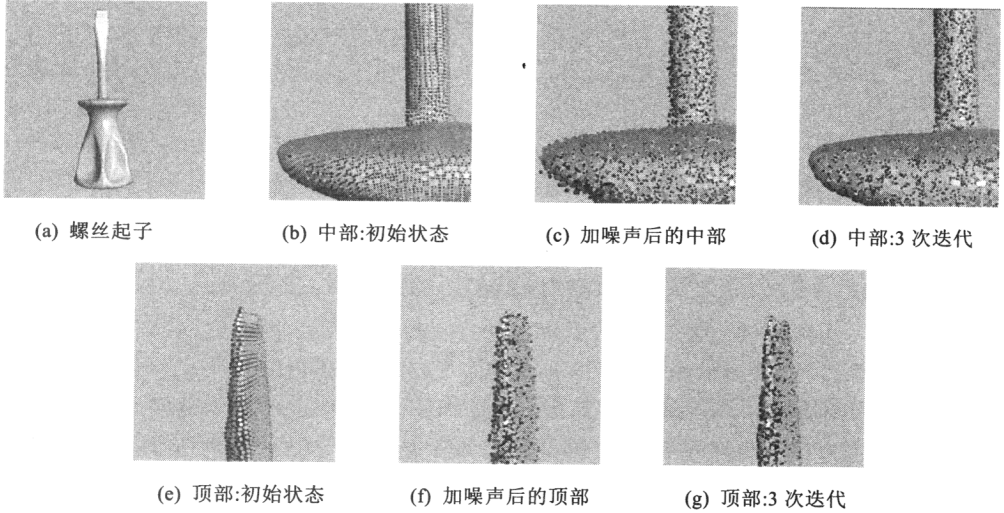 (a) 螺丝起子
(b) 中部:初始状态
(c) 加噪声后的中部
(d) 中部:3 次迭代
(e) 顶部:初始状态
(f) 加噪声后的顶部
(g) 顶部:3 次迭代